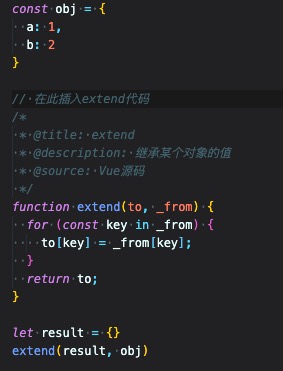 const obj = {
  a: 1,
  b: 2
}

// 在此插入extend代码
/*
 * @title: extend
 * @description: 继承某个对象的值
 * @source: Vue源码
 */
function extend(to, _from) {
  for (const key in _from) {
    to[key] = _from[key];
  }
  return to;
}

let result = {}
extend(result, obj)